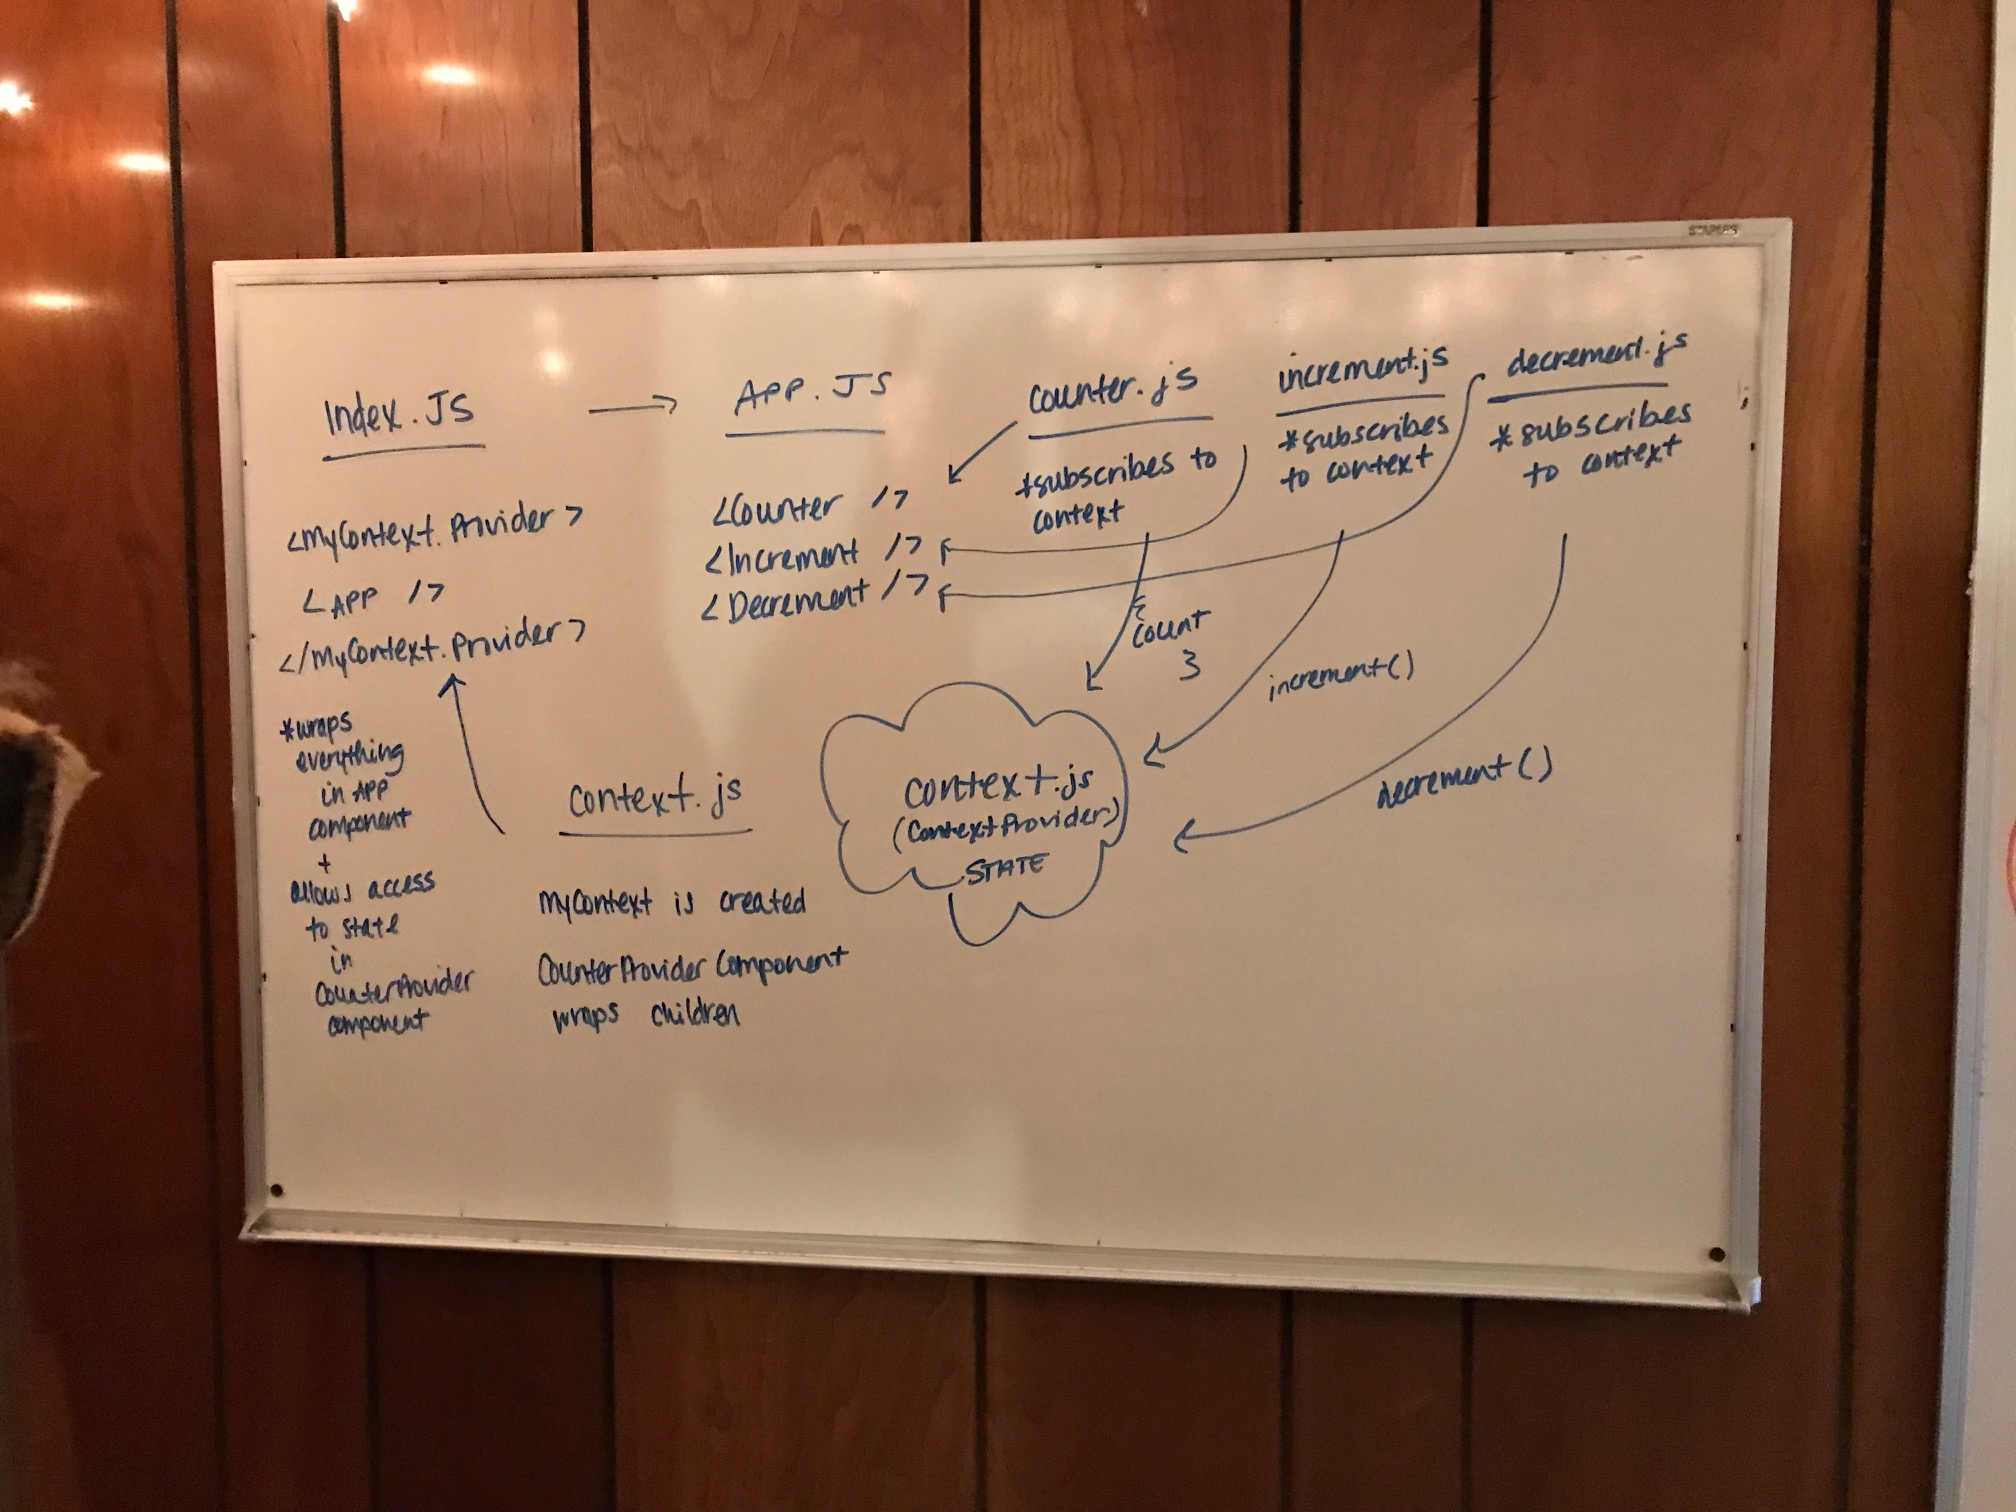 STAPLES
Index.JS
<MyContext.Provider>
<APP />
</MyContext.Provider>
*wraps
everything
in APP
component
+
allows access
to state
in
CounterProvider
component
APP.JS
<Counter />
<Increment />
<Decrement />
counter.js
*subscribes to
context
increment.js
*subscribes
to context
decrement.js
*subscribes
to context
{
count
}
increment()
decrement()
context.js
MyContext is created
CounterProvider Component
wraps children
context.js
(ContextProvider)
STATE